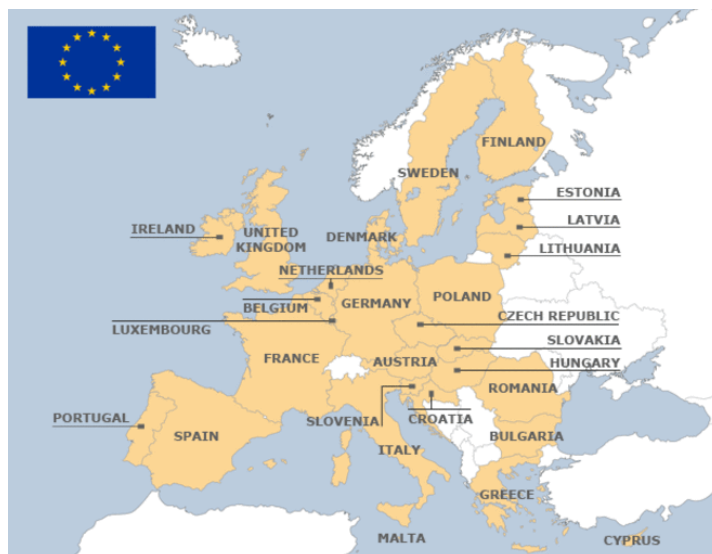 FINLAND
SWEDEN
ESTONIA
LATVIA
LITHUANIA
IRELAND
UNITED
KINGDOM
DENMARK
NETHERLANDS
BELGIUM
GERMANY
POLAND
LUXEMBOURG
CZECH REPUBLIC
SLOVAKIA
HUNGARY
FRANCE
AUSTRIA
ROMANIA
PORTUGAL
SPAIN
SLOVENIA
CROATIA
BULGARIA
ITALY
GREECE
MALTA
CYPRUS